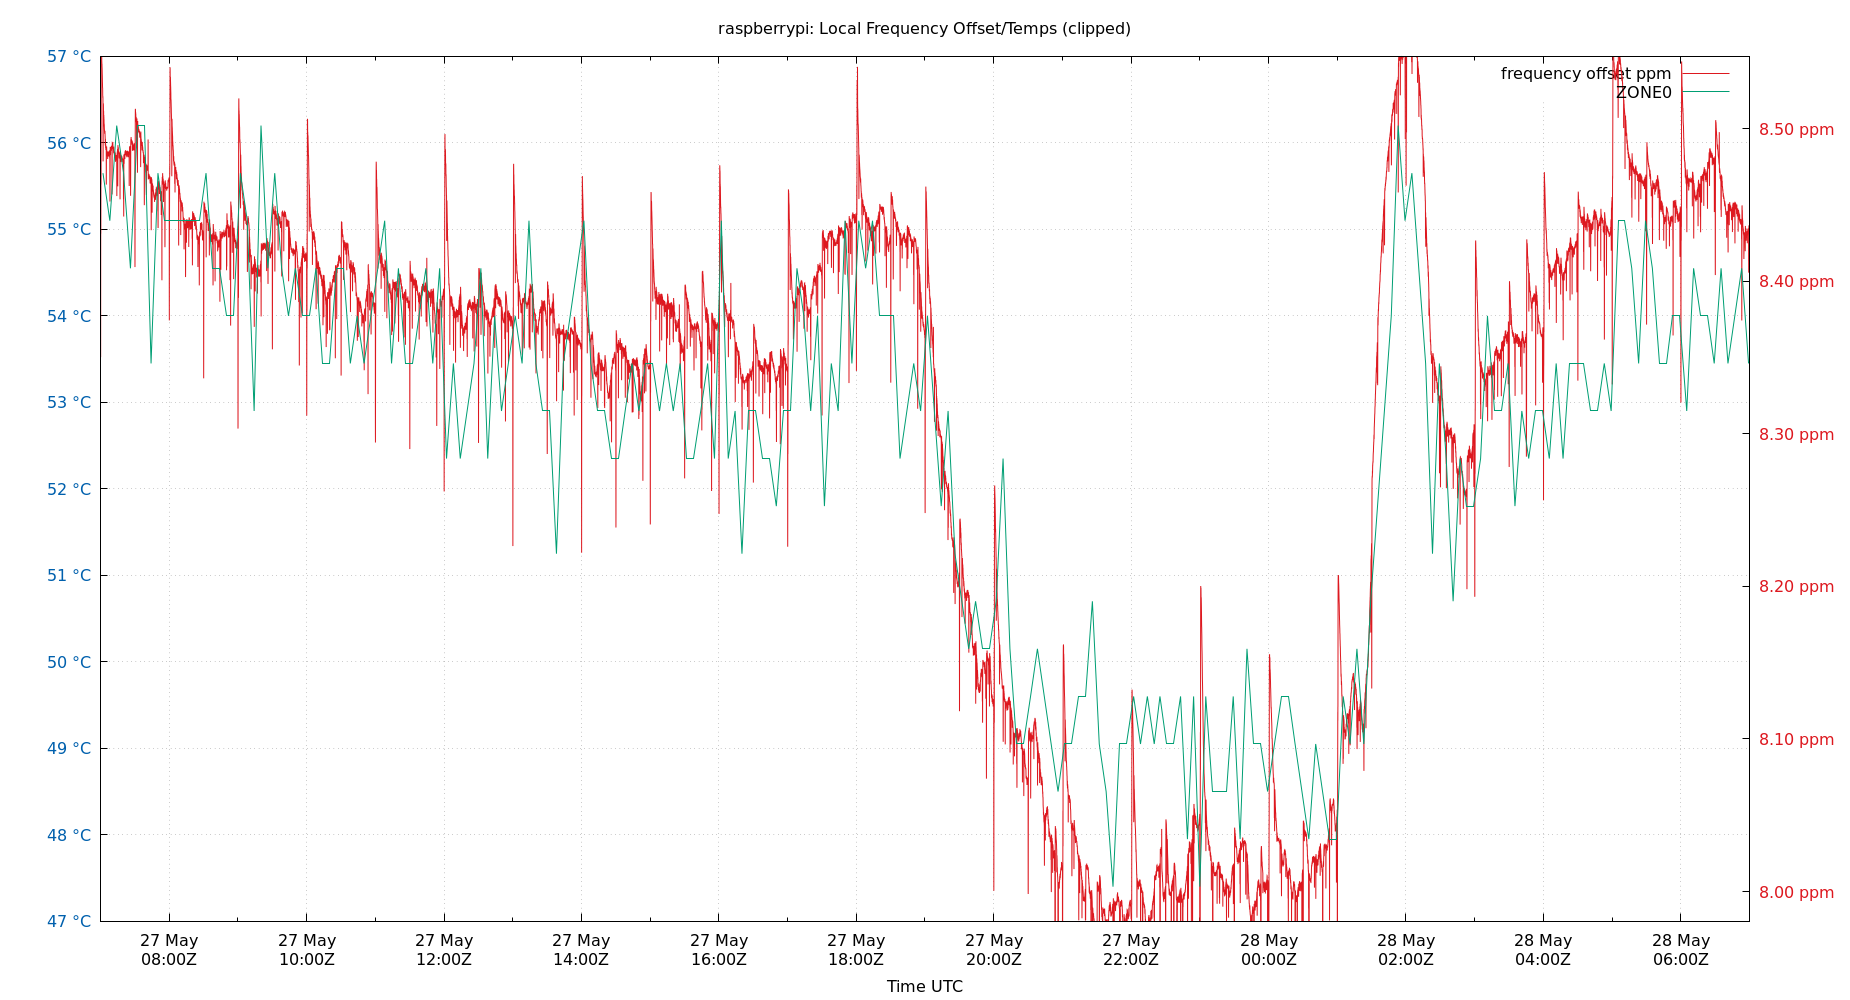 raspberrypi: Local Frequency Offset/Temps (clipped)
frequency offset ppm
ZONE0
57 °C
56 °C
55 °C
54 °C
53 °C
52 °C
51 °C
50 °C
49 °C
48 °C
47 °C
8.50 ppm
8.40 ppm
8.30 ppm
8.20 ppm
8.10 ppm
8.00 ppm
27 May
08:00Z
27 May
10:00Z
27 May
12:00Z
27 May
14:00Z
27 May
16:00Z
27 May
18:00Z
27 May
20:00Z
27 May
22:00Z
28 May
00:00Z
28 May
02:00Z
28 May
04:00Z
28 May
06:00Z
Time UTC